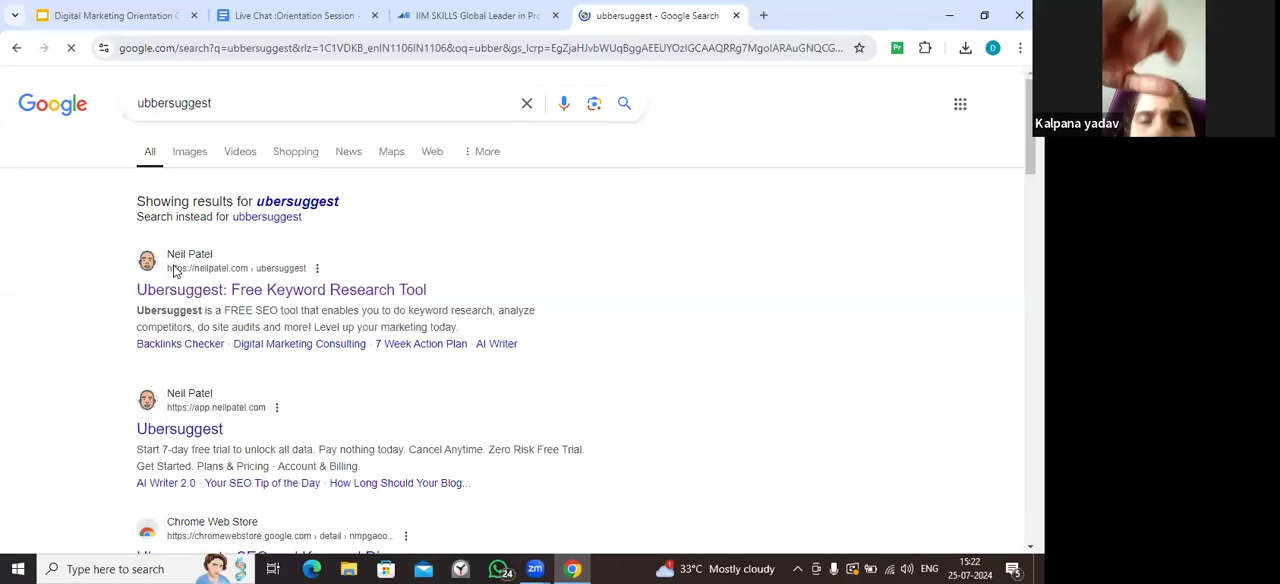 Digital Marketing Orientation C
Live Chat :Orientation Session -
IIM SKILLS Global Leader in Pr
ubbersuggest - Google Search
google.com/search?q=ubbersuggest&rlz=1C1VDKB_enIN1106IN1106&oq=ubber&gs_lcrp=EgZjaHJvbWUqBggAEEUYOzIGCAAQRRg7MgoIARAuGNQCG...
Pr
D
Google
ubbersuggest
All
Images
Videos
Shopping
News
Maps
Web
More
Showing results for ubersuggest
Search instead for ubbersuggest
Neil Patel
https://neilpatel.com › ubersuggest
Ubersuggest: Free Keyword Research Tool
Ubersuggest is a FREE SEO tool that enables you to do keyword research, analyze
competitors, do site audits and more! Level up your marketing today.
Backlinks Checker · Digital Marketing Consulting · 7 Week Action Plan · AI Writer
Neil Patel
https://app.neilpatel.com
Ubersuggest
Start 7-day free trial to unlock all data. Pay nothing today. Cancel Anytime. Zero Risk Free Trial.
Get Started. Plans & Pricing · Account & Billing.
AI Writer 2.0 · Your SEO Tip of the Day · How Long Should Your Blog...
Chrome Web Store
https://chromewebstore.google.com › detail › nmpgaoo...
Kalpana yadav
Type here to search
24
zm
33°C Mostly cloudy
ENG
15:22
25-07-2024
5